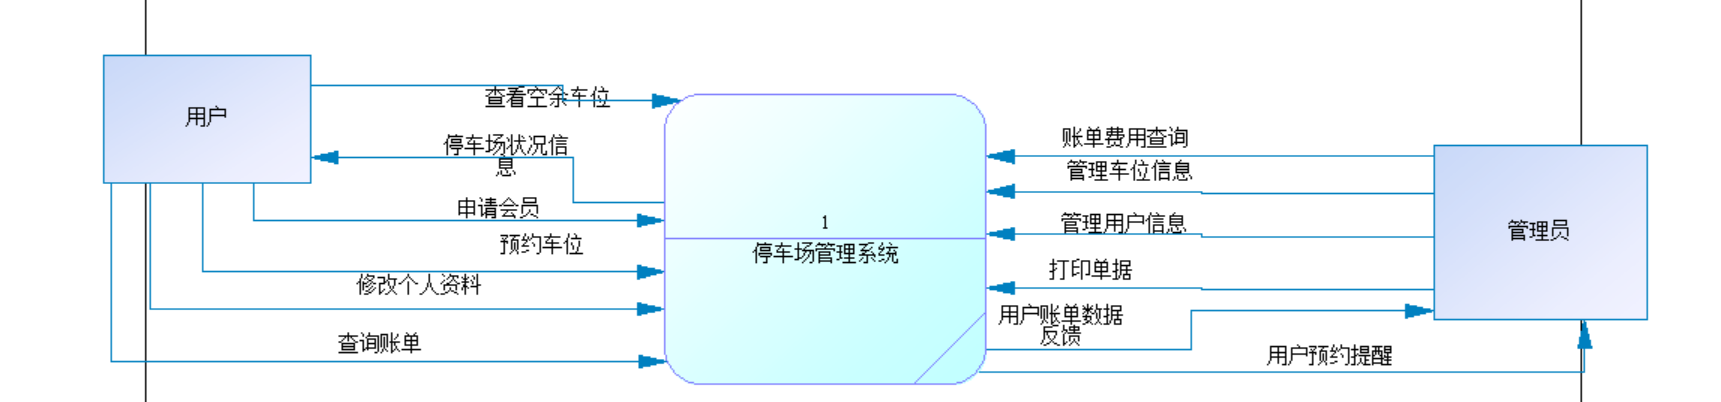 用户
查看空余车位
停车场状况信
息
申请会员
预约车位
修改个人资料
查询账单
1
停车场管理系统
账单费用查询
管理车位信息
管理用户信息
打印单据
用户账单数据
反馈
用户预约提醒
管理员